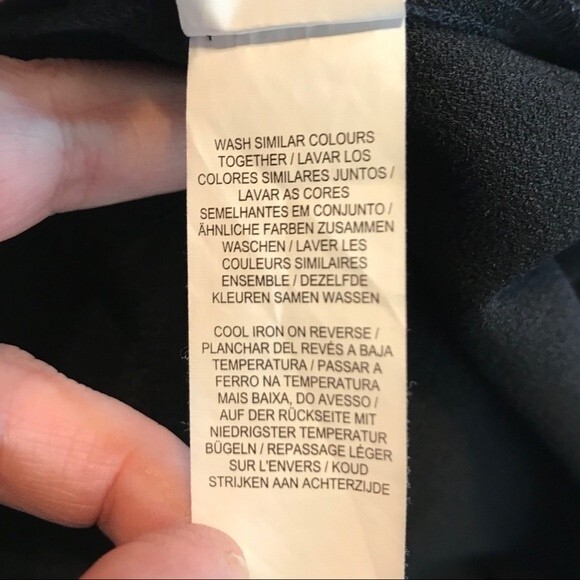 WASH SIMILAR COLOURS
TOGETHER / LAVAR LOS
COLORES SIMILARES JUNTOS /
LAVAR AS CORES
SEMELHANTES EM CONJUNTO /
ÄHNLICHE FARBEN ZUSAMMEN
WASCHEN / LAVER LES
COULEURS SIMILAIRES
ENSEMBLE / DEZELFDE
KLEUREN SAMEN WASSEN
COOL IRON ON REVERSE /
PLANCHAR DEL REVÉS A BAJA
TEMPERATURA / PASSAR A
FERRO NA TEMPERATURA
MAIS BAIXA, DO AVESSO /
AUF DER RÜCKSEITE MIT
NIEDRIGSTER TEMPERATUR
BÜGELN / REPASSAGE LÉGER
SUR L'ENVERS / KOUD
STRIJKEN AAN ACHTERZIJDE